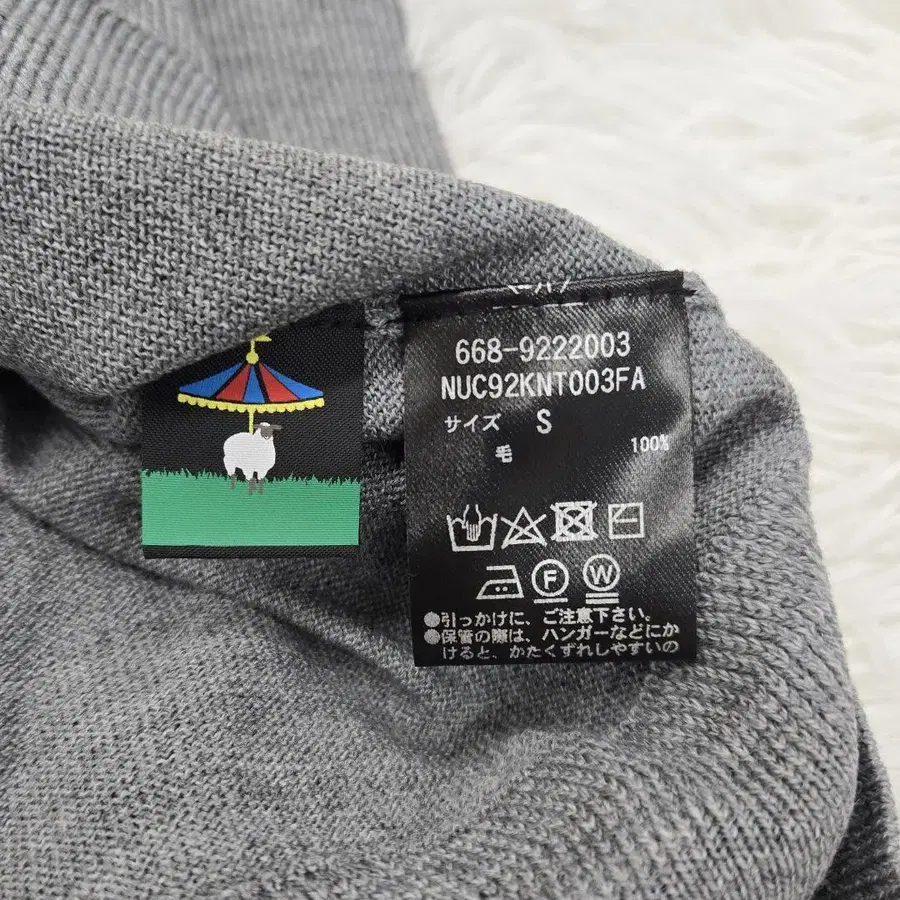 668-9222003
NUC92KNT003FA
サイズ S
毛 100%
F W
●引っかけに、ご注意下さい。
●保管の際は、ハンガーなどにか
けると、かたくずれしやすいの